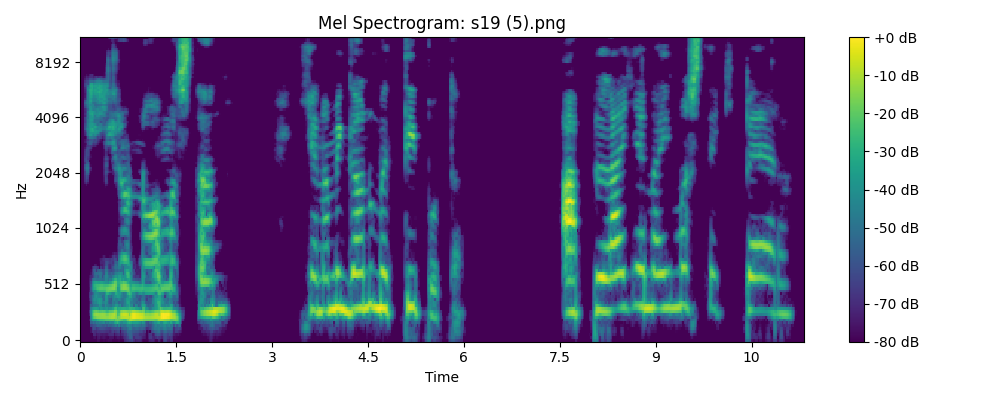 Mel Spectrogram: s19 (5).png
+0 dB
8192
-10 dB
4096
-20 dB
-30 dB
2048
Hz
-40 dB
1024
-50 dB
512
-60 dB
-70 dB
0
-80 dB
0 1.5 3 4.5 6 7.5 9 10
Time